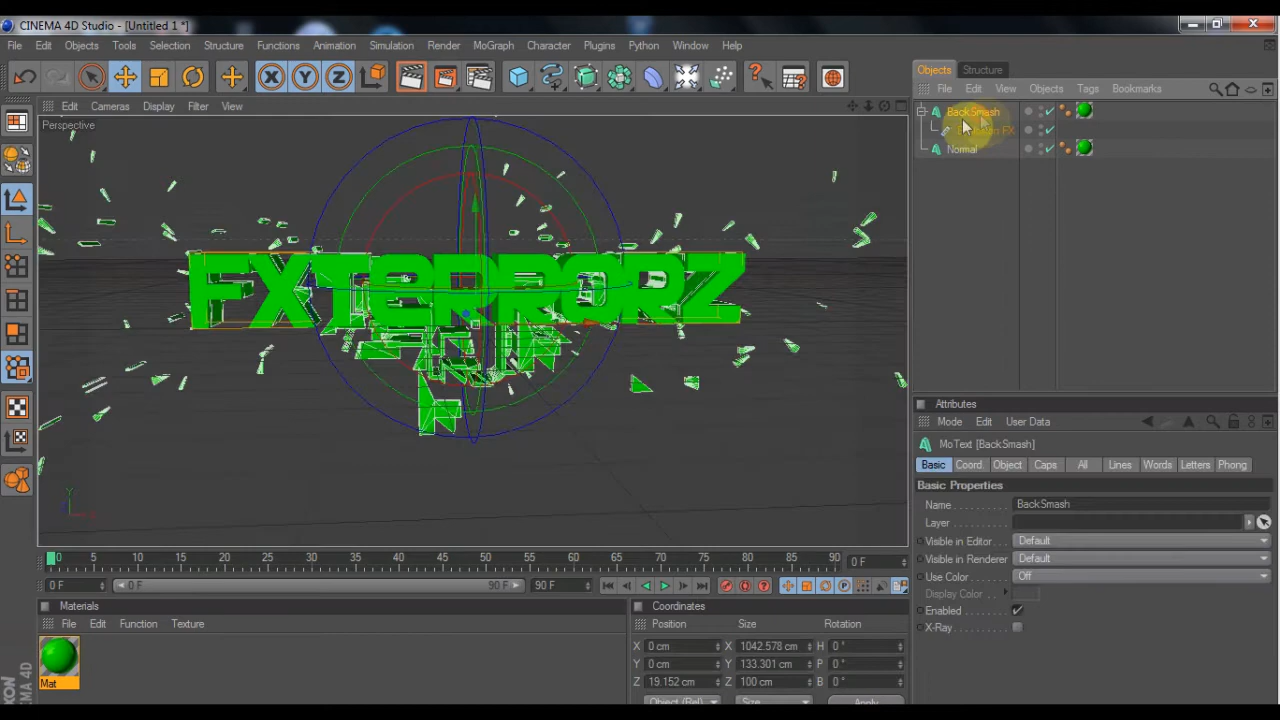 CINEMA 4D Studio - [Untitled 1 *]
File Edit Objects Tools Selection Structure Functions Animation Simulation Render MoGraph Character Plugins Python Window Help
Objects Structure
File Edit View Objects Tags Bookmarks
Edit Cameras Display Filter View
Perspective
BackSmash
FX
Normal
FXTERRORZ
Y
Attributes
Mode Edit User Data
MoText [BackSmash]
Basic Coord. Object Caps All Lines Words Letters Phong
Basic Properties
Name BackSmash
Layer
Visible in Editor Default
Visible in Renderer Default
Use Color Off
Display Color
Enabled
X-Ray
0 5 10 15 20 25 30 35 40 45 50 55 60 65 70 75 80 85 90 0 F
0 F 0 F 90 F 90 F
Materials
File Edit Function Texture
Mat
Coordinates
Position Size Rotation
X 0 cm X 1042.578 cm H 0 °
Y 0 cm Y 133.301 cm P 0 °
Z 19.152 cm Z 100 cm B 0 °
Object (Rel) Size Apply